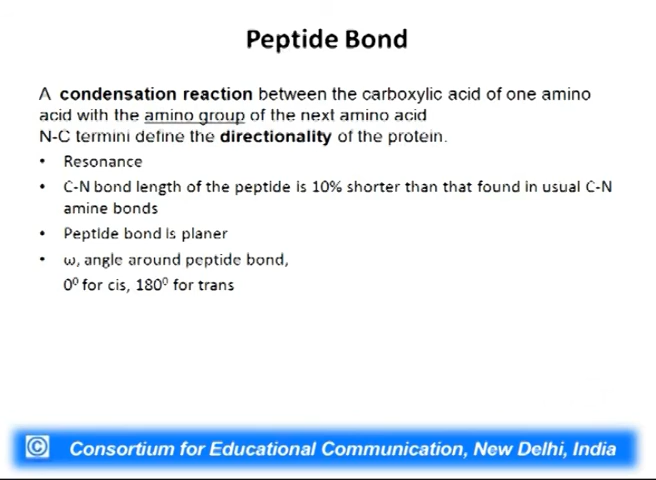 Peptide Bond
A condensation reaction between the carboxylic acid of one amino
acid with the amino group of the next amino acid
N-C termini define the directionality of the protein.
• Resonance
• C-N bond length of the peptide is 10% shorter than that found in usual C-N
amine bonds
• Peptide bond is planer
• ω, angle around peptide bond,
0⁰ for cis, 180⁰ for trans
© Consortium for Educational Communication, New Delhi, India